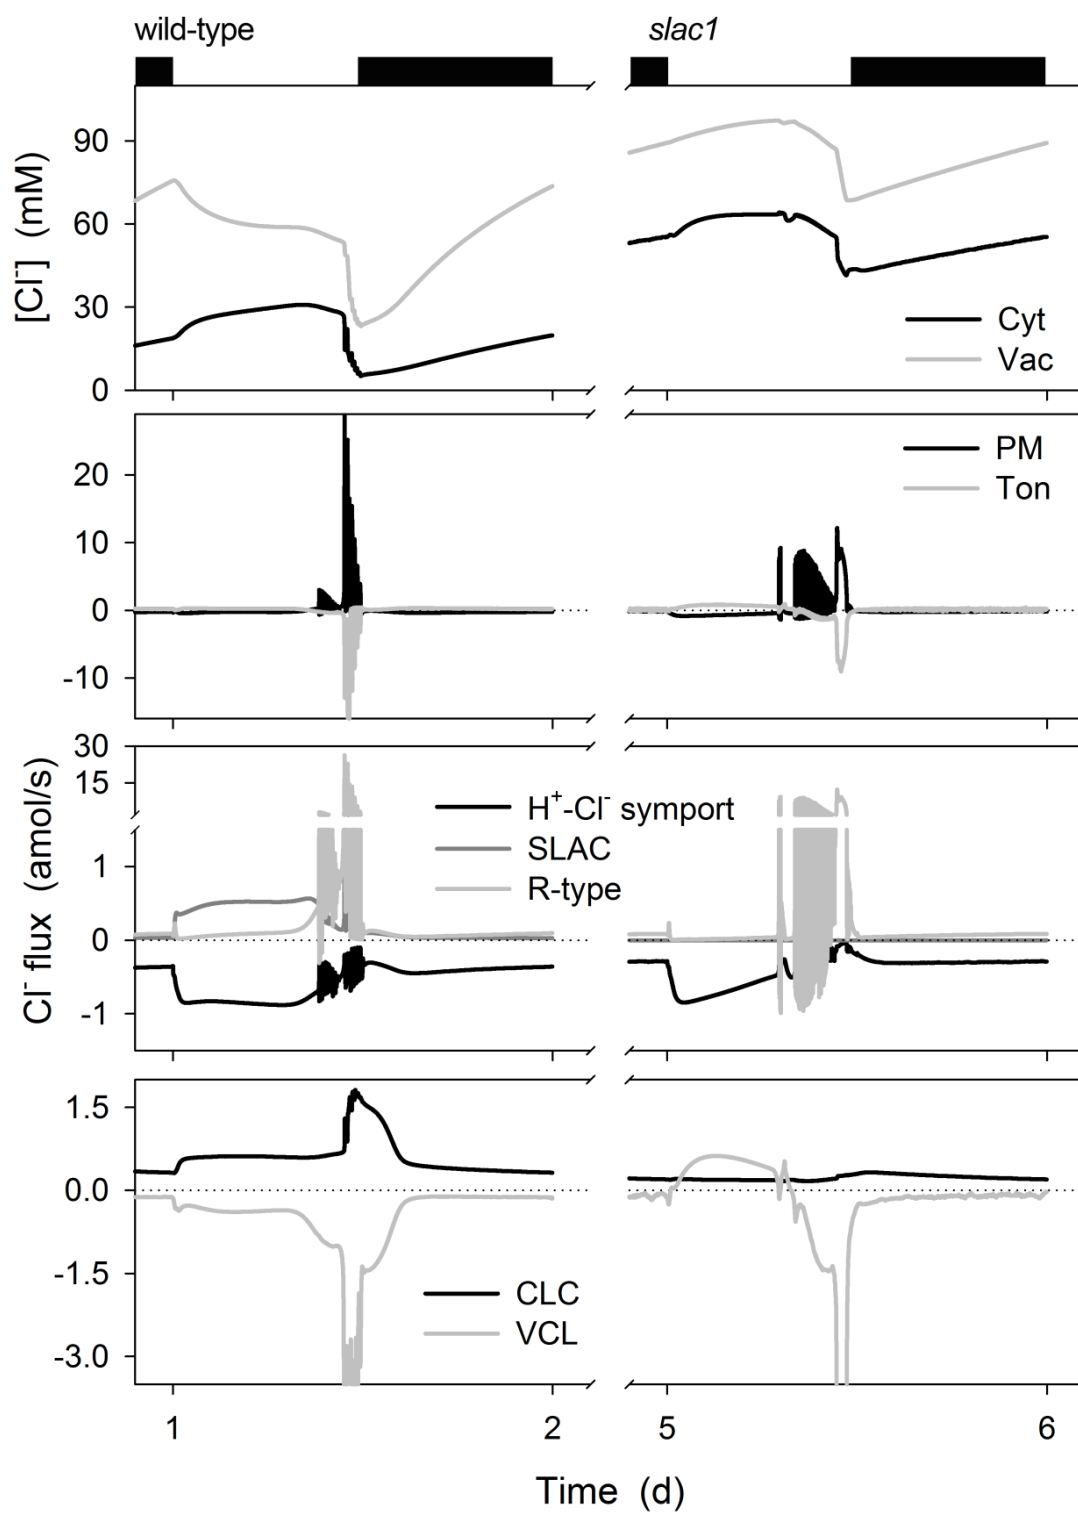 wild-type
slac1
[Cl⁻] (mM)
90
60
30
0
Cyt
Vac
20
10
0
-10
PM
Ton
Cl⁻ flux (amol/s)
30
15
1
0
-1
H⁺-Cl⁻ symport
SLAC
R-type
1.5
0.0
-1.5
-3.0
CLC
VCL
1 2 5 6
Time (d)